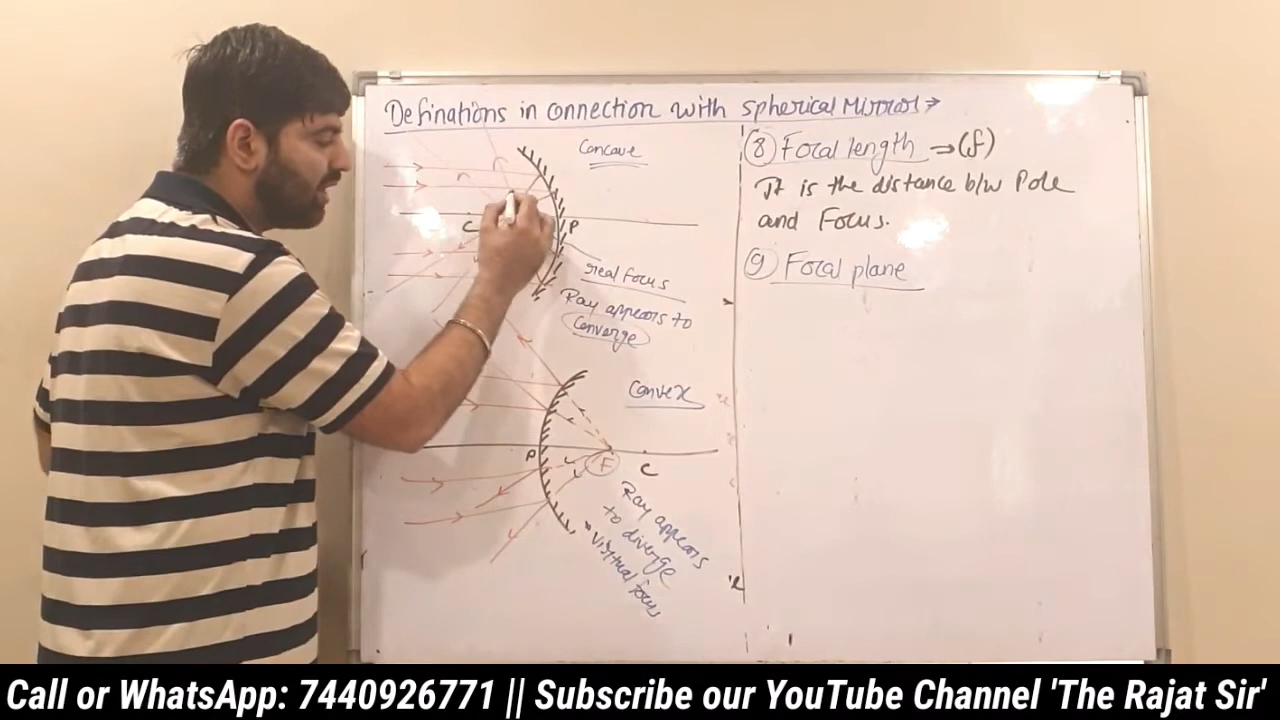 Definations in connection with spherical Mirror →
Concave
C
P
real focus
Ray appears to
Converge
Convex
P
F
C
Ray appears
to diverge
Virtual focus
8 Focal length → (f)
It is the distance b/w Pole
and Focus.
9 Focal plane
Call or WhatsApp: 7440926771 || Subscribe our YouTube Channel 'The Rajat Sir'